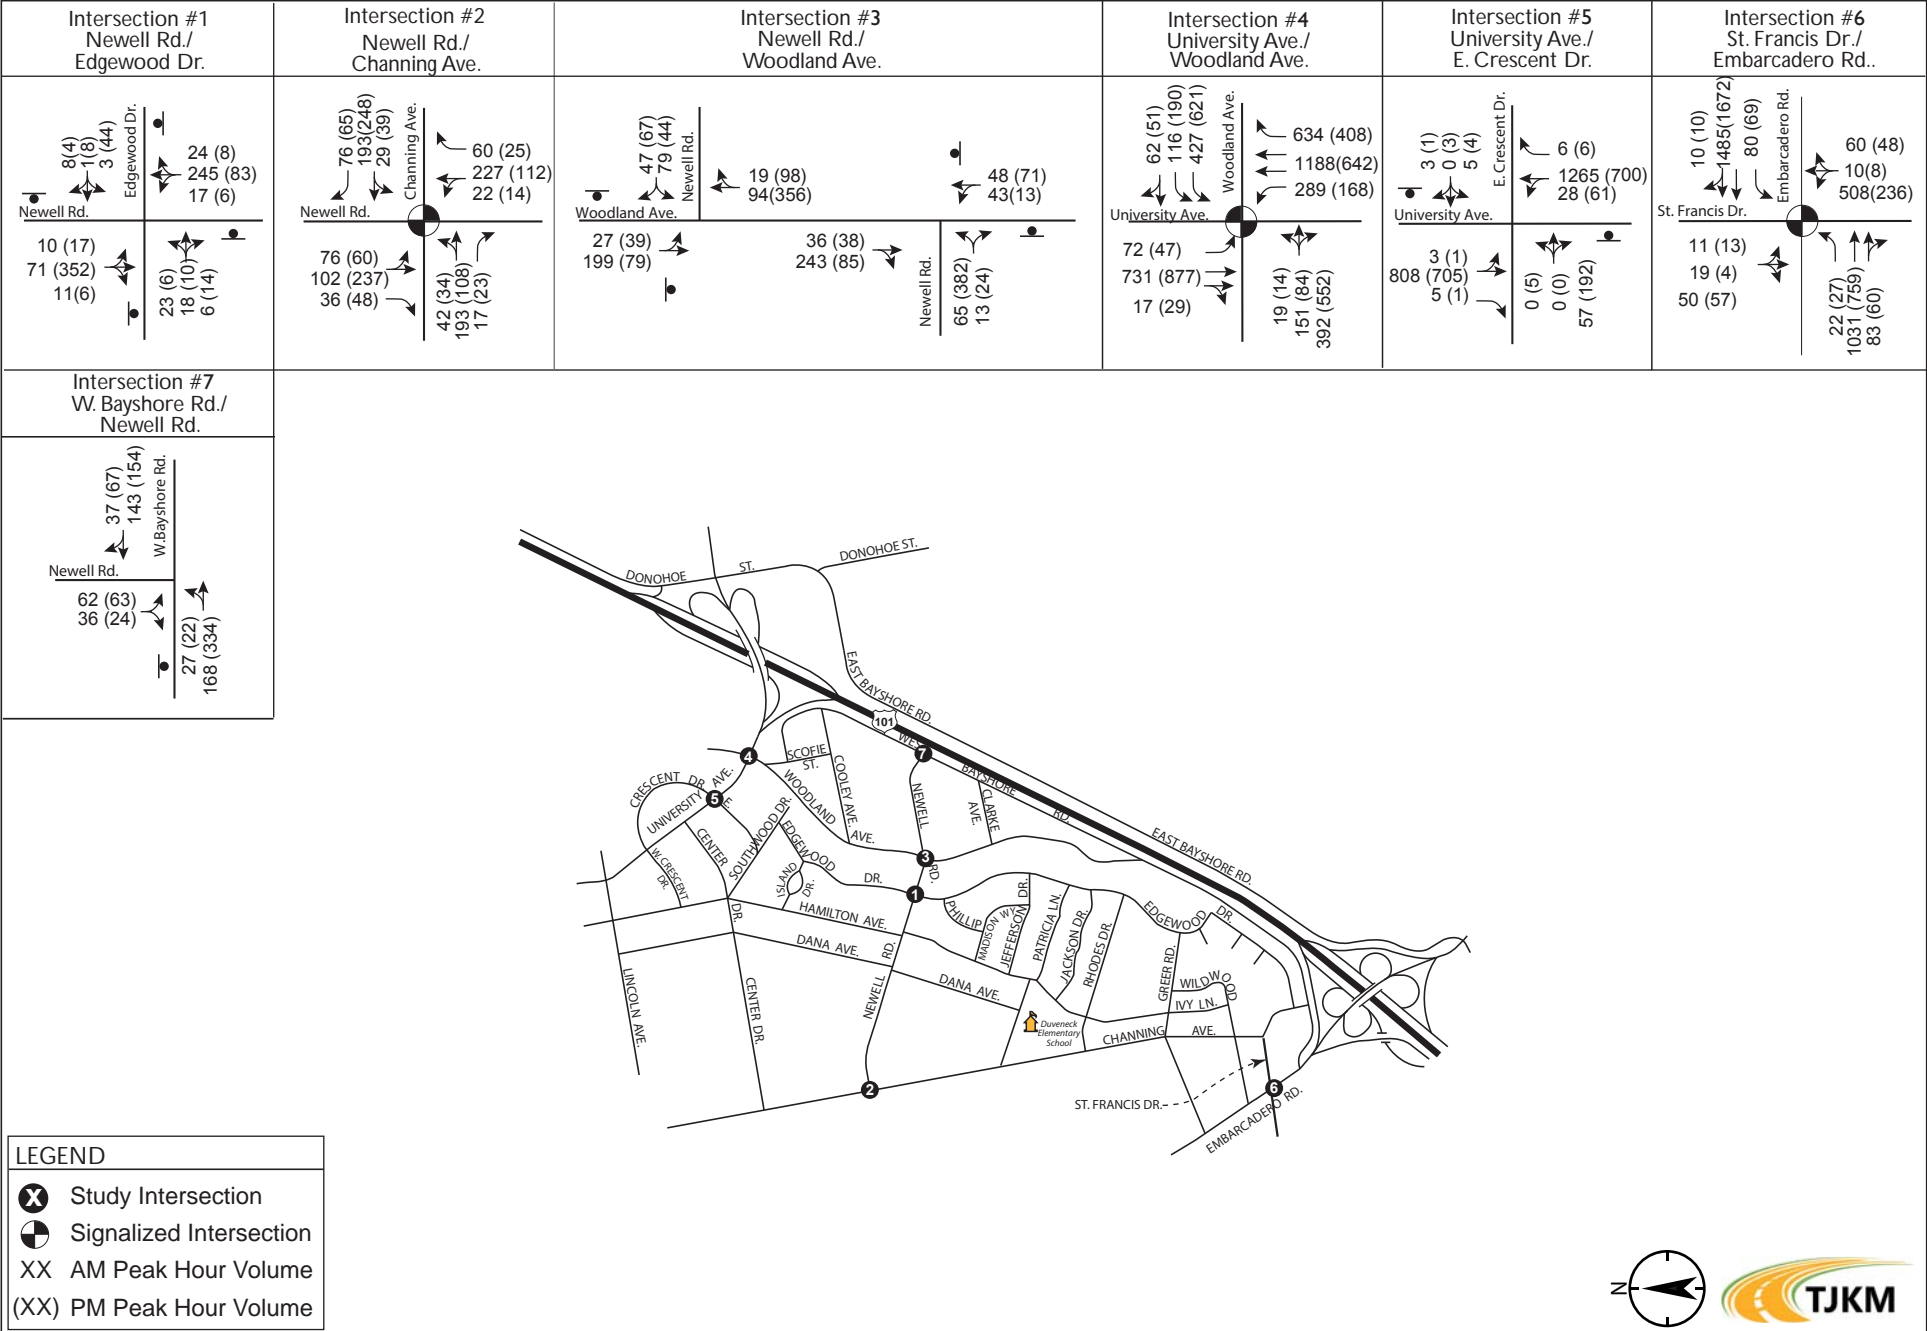 Intersection #1
Newell Rd./
Edgewood Dr.
8(4)
1(8)
3 (44)
Edgewood Dr.
24 (8)
245 (83)
17 (6)
Newell Rd.
10 (17)
71 (352)
11(6)
23 (6)
18 (10)
6 (14)
Intersection #2
Newell Rd./
Channing Ave.
76 (65)
193(248)
29 (39)
Channing Ave.
60 (25)
227 (112)
22 (14)
Newell Rd.
76 (60)
102 (237)
36 (48)
42 (34)
193 (108)
17 (23)
Intersection #3
Newell Rd./
Woodland Ave.
47 (67)
79 (44)
Newell Rd.
19 (98)
94(356)
48 (71)
43(13)
Woodland Ave.
27 (39)
199 (79)
36 (38)
243 (85)
Newell Rd.
65 (382)
13 (24)
Intersection #4
University Ave./
Woodland Ave.
62 (51)
116 (190)
427 (621)
Woodland Ave.
634 (408)
1188(642)
289 (168)
University Ave.
72 (47)
731 (877)
17 (29)
19 (14)
151 (84)
392 (552)
Intersection #5
University Ave./
E. Crescent Dr.
3 (1)
0 (3)
5 (4)
E. Crescent Dr.
6 (6)
1265 (700)
28 (61)
University Ave.
3 (1)
808 (705)
5 (1)
0 (5)
0 (0)
57 (192)
Intersection #6
St. Francis Dr./
Embarcadero Rd..
10 (10)
1485(1672)
80 (69)
Embarcadero Rd.
60 (48)
10(8)
508(236)
St. Francis Dr.
11 (13)
19 (4)
50 (57)
22 (27)
1031 (759)
83 (60)
Intersection #7
W. Bayshore Rd./
Newell Rd.
37 (67)
143 (154)
W.Bayshore Rd.
Newell Rd.
62 (63)
36 (24)
27 (22)
168 (334)
DONOHOE ST.
DONOHOE ST.
EAST BAYSHORE RD.
101
WEST BAYSHORE RD.
7
4
SCOFIE
ST.
COOLEY AVE.
WOODLAND AVE.
NEWELL RD.
CLARKE
AVE.
CRESCENT DR.
5
E
UNIVERSITY AVE.
EAST BAYSHORE RD.
CENTER DR.
SOUTHWOOD DR.
EDGEWOOD DR.
3
W. CRESCENT
DR.
ISLAND
DR.
1
PHILLIP
MADISON WY.
JEFFERSON DR.
PATRICIA LN.
JACKSON DR.
RHODES DR.
EDGEWOOD DR.
HAMILTON AVE.
DANA AVE.
NEWELL RD.
DANA AVE.
GREER RD.
WILDWOOD
IVY LN.
LINCOLN AVE.
CENTER DR.
Duveneck
Elementary
School
CHANNING AVE.
2
6
ST. FRANCIS DR.
EMBARCADERO RD.
LEGEND
X Study Intersection
Signalized Intersection
XX AM Peak Hour Volume
(XX) PM Peak Hour Volume
N
TJKM